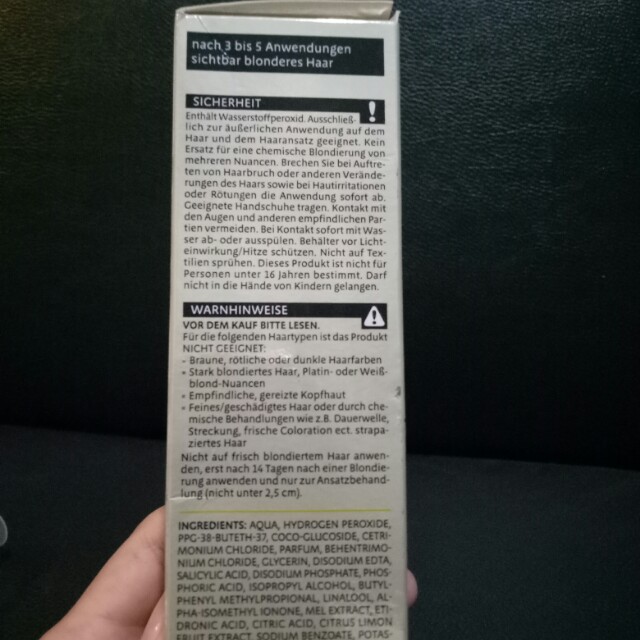 nach 3 bis 5 Anwendungen
sichtbar blonderes Haar
SICHERHEIT
Enthält Wasserstoffperoxid. Ausschließ-
lich zur äußerlichen Anwendung auf dem
Haar und dem Haaransatz geeignet. Kein
Ersatz für eine chemische Blondierung von
mehreren Nuancen. Brechen Sie bei Auftre-
ten von Haarbruch oder anderen Verände-
rungen des Haars sowie bei Hautirritationen
oder Rötungen die Anwendung sofort ab.
Geeignete Handschuhe tragen. Kontakt mit
den Augen und anderen empfindlichen Par-
tien vermeiden. Bei Kontakt sofort mit Was-
ser ab- oder ausspülen. Behälter vor Licht-
einwirkung/Hitze schützen. Nicht auf Tex-
tilien sprühen. Dieses Produkt ist nicht für
Personen unter 16 Jahren bestimmt. Darf
nicht in die Hände von Kindern gelangen.
WARNHINWEISE
VOR DEM KAUF BITTE LESEN.
Für die folgenden Haartypen ist das Produkt
NICHT GEEIGNET:
- Braune, rötliche oder dunkle Haarfarben
- Stark blondiertes Haar, Platin- oder Weiß-
blond-Nuancen
- Empfindliche, gereizte Kopfhaut
- Feines/geschädigtes Haar oder durch che-
mische Behandlungen wie z.B. Dauerwelle,
Streckung, frische Coloration ect. strapa-
ziertes Haar
Nicht auf frisch blondiertem Haar anwen-
den, erst nach 14 Tagen nach einer Blondie-
rung anwenden und nur zur Ansatzbehand-
lung (nicht unter 2,5 cm).
INGREDIENTS: AQUA, HYDROGEN PEROXIDE,
PPG-38-BUTETH-37, COCO-GLUCOSIDE, CETRI-
MONIUM CHLORIDE, PARFUM, BEHENTRIMO-
NIUM CHLORIDE, GLYCERIN, DISODIUM EDTA,
SALICYLIC ACID, DISODIUM PHOSPHATE, PHOS-
PHORIC ACID, ISOPROPYL ALCOHOL, BUTYL-
PHENYL METHYLPROPIONAL, LINALOOL, AL-
PHA-ISOMETHYL IONONE, MEL EXTRACT, ETI-
DRONIC ACID, CITRIC ACID, CITRUS LIMON
FRUIT EXTRACT, SODIUM BENZOATE, POTAS-